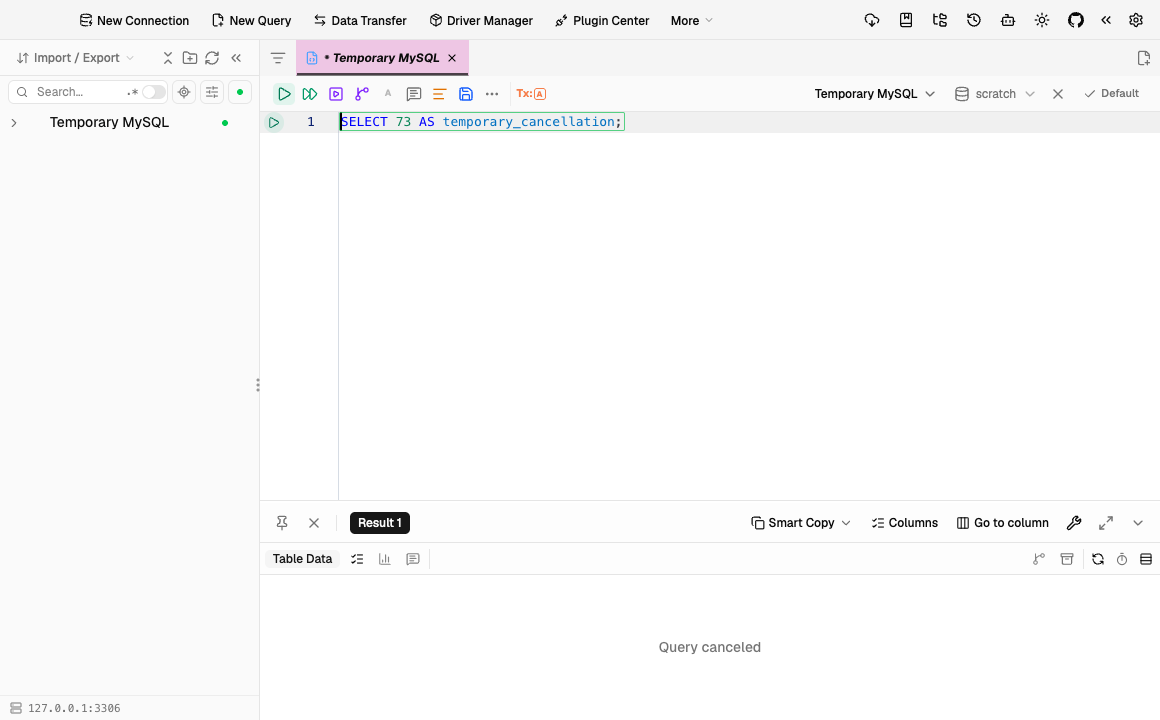 New Connection New Query Data Transfer Driver Manager Plugin Center More
Import / Export
* Temporary MySQL
Search... .*
A
Tx: A
Temporary MySQL scratch Default
Temporary MySQL
1 SELECT 73 AS temporary_cancellation;
Result 1 Smart Copy Columns Go to column
Table Data
Query canceled
127.0.0.1:3306